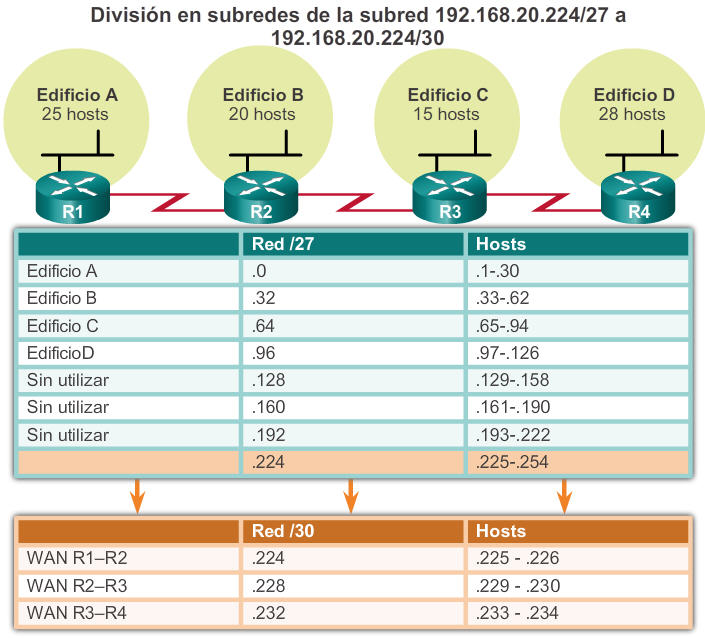 División en subredes de la subred 192.168.20.224/27 a
192.168.20.224/30
Edificio A
25 hosts
Edificio B
20 hosts
Edificio C
15 hosts
Edificio D
28 hosts
R1
R2
R3
R4
Red /27 Hosts
Edificio A .0 .1-.30
Edificio B .32 .33-.62
Edificio C .64 .65-.94
EdificioD .96 .97-.126
Sin utilizar .128 .129-.158
Sin utilizar .160 .161-.190
Sin utilizar .192 .193-.222
.224 .225-.254
Red /30 Hosts
WAN R1–R2 .224 .225 - .226
WAN R2–R3 .228 .229 - .230
WAN R3–R4 .232 .233 - .234